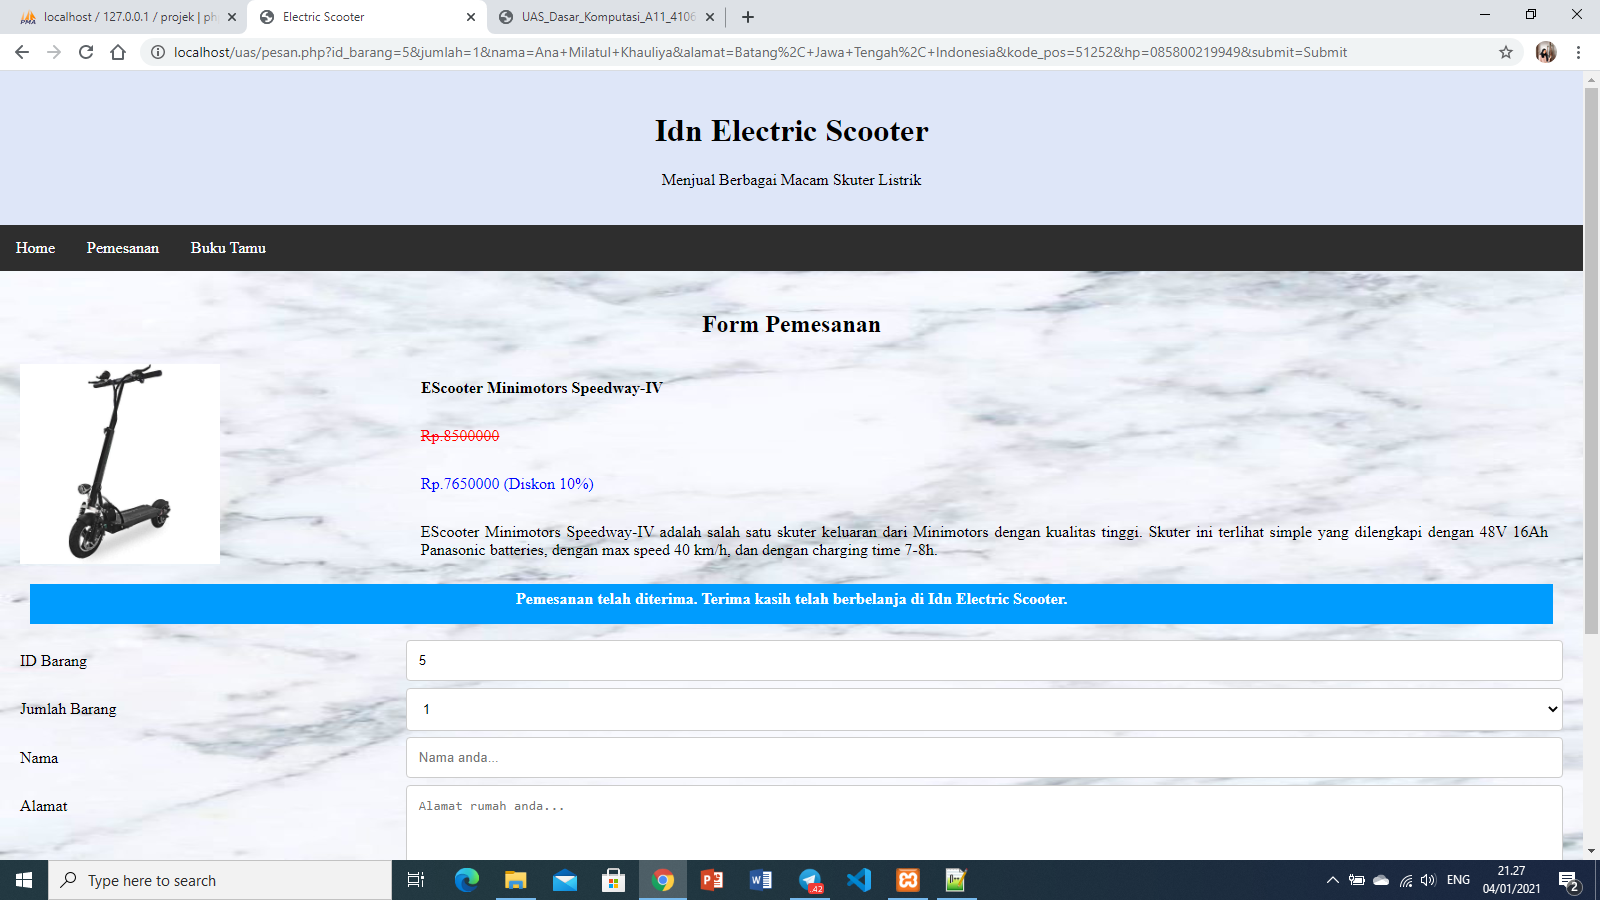 localhost / 127.0.0.1 / projek | ph
Electric Scooter
UAS_Dasar_Komputasi_A11_4106
localhost/uas/pesan.php?id_barang=5&jumlah=1&nama=Ana+Milatul+Khauliya&alamat=Batang%2C+Jawa+Tengah%2C+Indonesia&kode_pos=51252&hp=085800219949&submit=Submit
Idn Electric Scooter
Menjual Berbagai Macam Skuter Listrik
Home Pemesanan Buku Tamu
Form Pemesanan
EScooter Minimotors Speedway-IV
Rp.8500000
Rp.7650000 (Diskon 10%)
EScooter Minimotors Speedway-IV adalah salah satu skuter keluaran dari Minimotors dengan kualitas tinggi. Skuter ini terlihat simple yang dilengkapi dengan 48V 16Ah
Panasonic batteries, dengan max speed 40 km/h, dan dengan charging time 7-8h.
Pemesanan telah diterima. Terima kasih telah berbelanja di Idn Electric Scooter.
ID Barang 5
Jumlah Barang 1
Nama Nama anda...
Alamat Alamat rumah anda...
Type here to search
42
ENG
21.27
04/01/2021
2